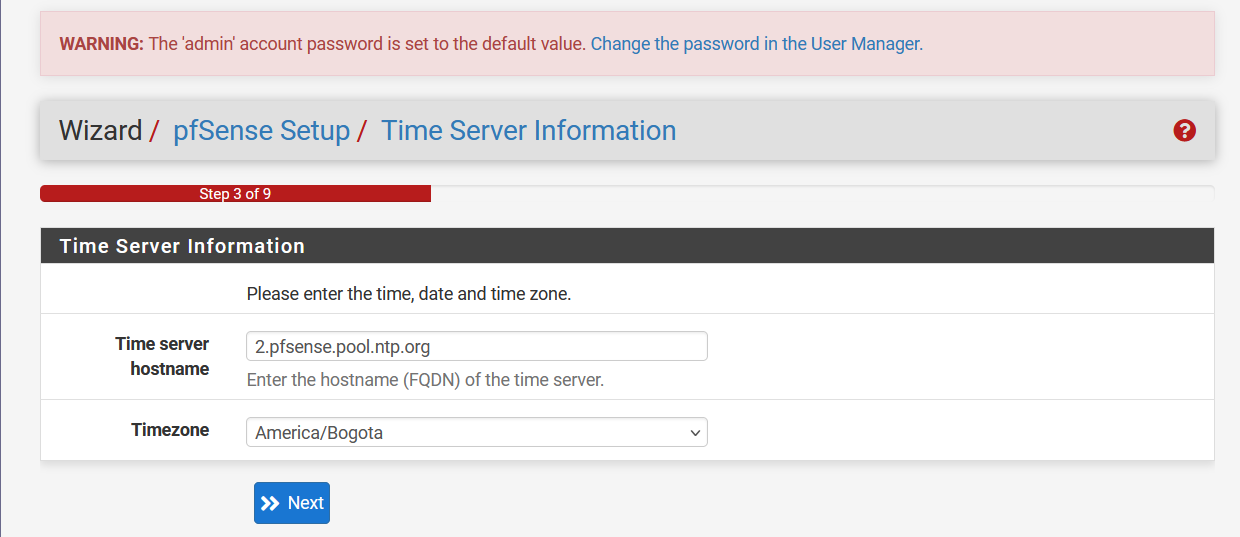 WARNING: The 'admin' account password is set to the default value. Change the password in the User Manager.
Wizard / pfSense Setup / Time Server Information
Step 3 of 9
Time Server Information
Please enter the time, date and time zone.
Time server
hostname
2.pfsense.pool.ntp.org
Enter the hostname (FQDN) of the time server.
Timezone
America/Bogota
Next